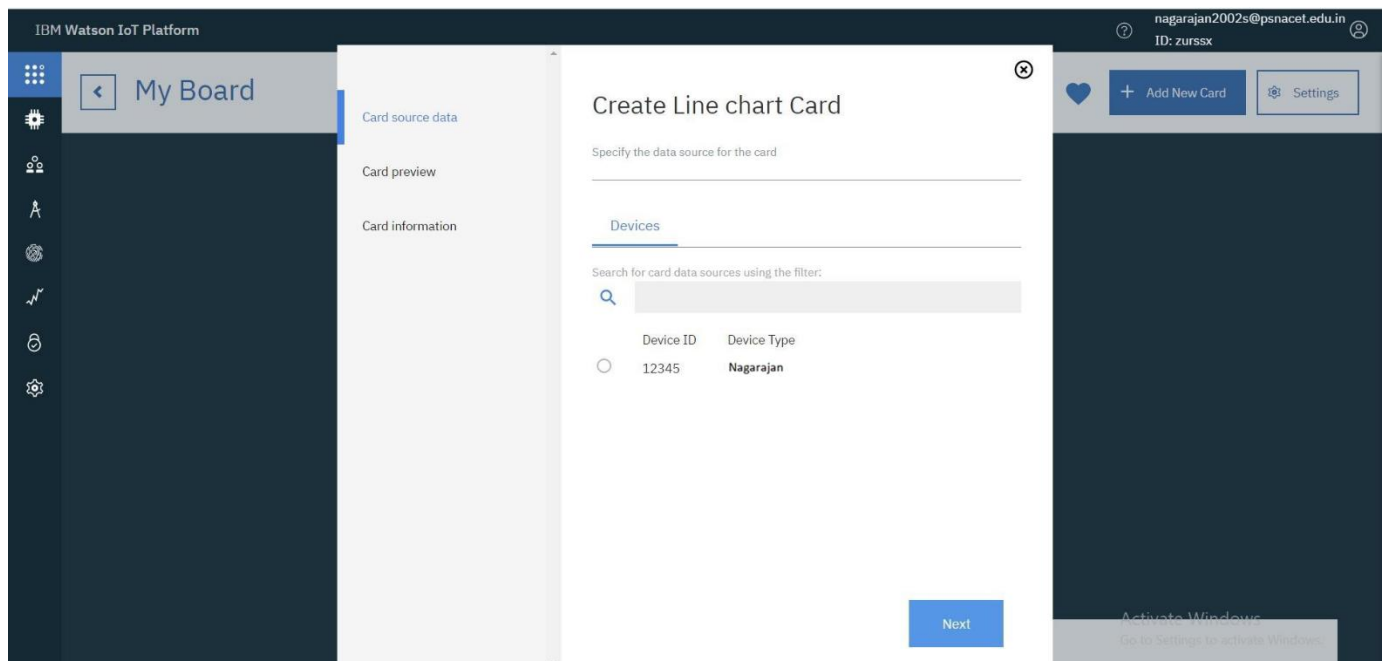 IBM Watson IoT Platform
nagarajan2002s@psnacet.edu.in
ID: zurssx
My Board
Add New Card
Settings
Card source data
Card preview
Card information
Create Line chart Card
Specify the data source for the card
Devices
Search for card data sources using the filter:
Device ID Device Type
12345 Nagarajan
Next
Activate Windows
Go to Settings to activate Windows.